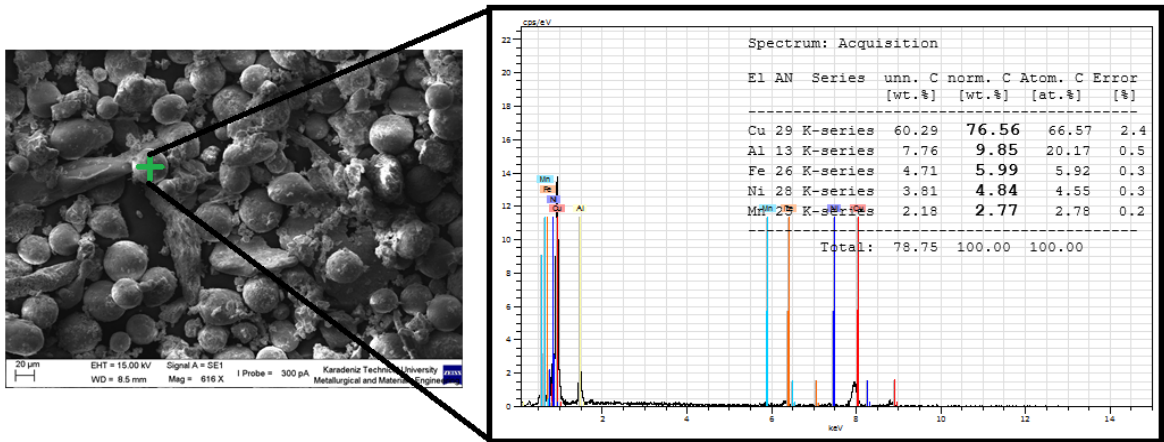 20 µm
EHT = 15.00 kV
WD = 8.5 mm
Signal A = SE1
Mag = 616 X
I Probe = 300 pA
Karadeniz Technical University
Metallurgical and Materials Engineering
ZEISS
cps/eV
Spectrum: Acquisition
El AN Series unn. C norm. C Atom. C Error
[wt.%] [wt.%] [at.%] [%]
Cu 29 K-series 60.29 76.56 66.57 2.4
Al 13 K-series 7.76 9.85 20.17 0.5
Fe 26 K-series 4.71 5.99 5.92 0.3
Ni 28 K-series 3.81 4.84 4.55 0.3
Mn 25 K-series 2.18 2.77 2.78 0.2
Total: 78.75 100.00 100.00
22
20
18
16
14
12
10
8
6
4
2
0
Mn
Fe
Ni
Cu Al
Mn Fe Ni Cu
2 4 6 8 10 12 14
keV